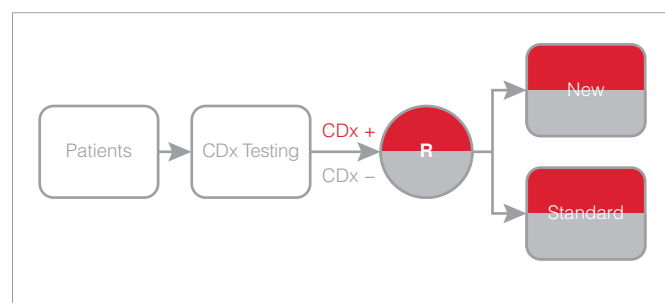 Patients
CDx Testing
CDx +
CDx –
R
New
Standard